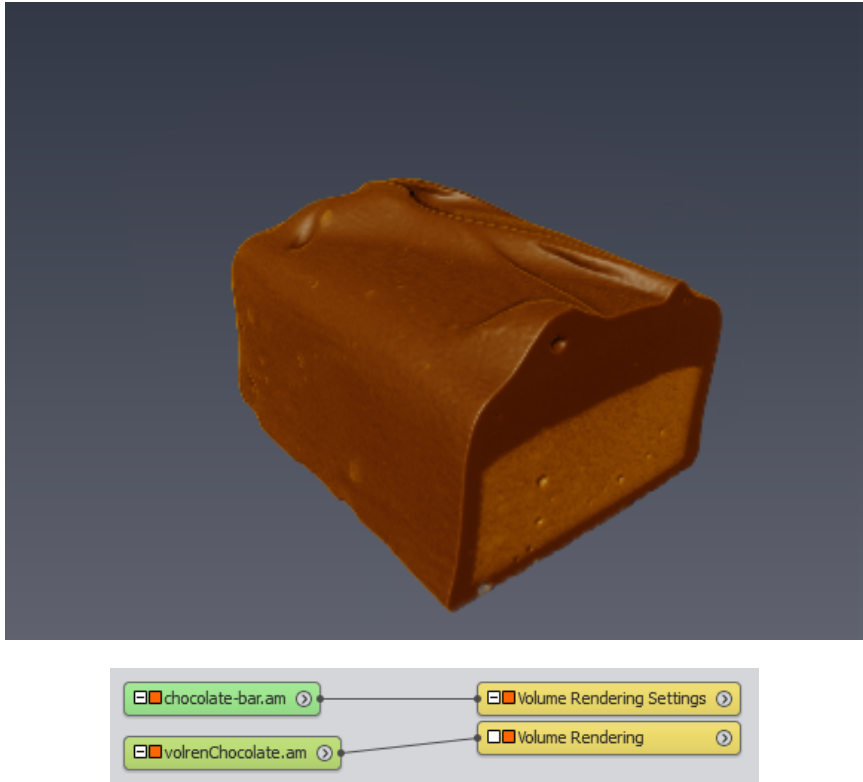 chocolate-bar.am
Volume Rendering Settings
volrenChocolate.am
Volume Rendering